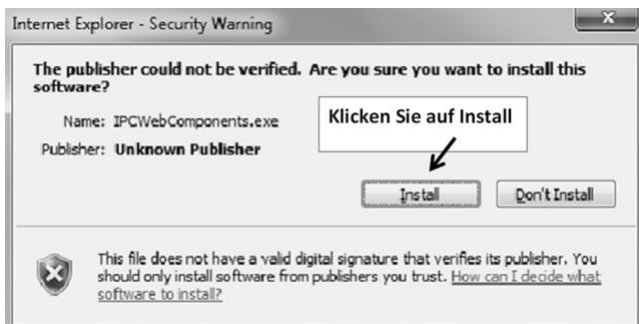 Internet Explorer - Security Warning
The publisher could not be verified. Are you sure you want to install this
software?
Name: IPCWebComponents.exe
Klicken Sie auf Install
Publisher: Unknown Publisher
Install
Don't Install
This file does not have a valid digital signature that verifies its publisher. You
should only install software from publishers you trust. How can I decide what
software to install?